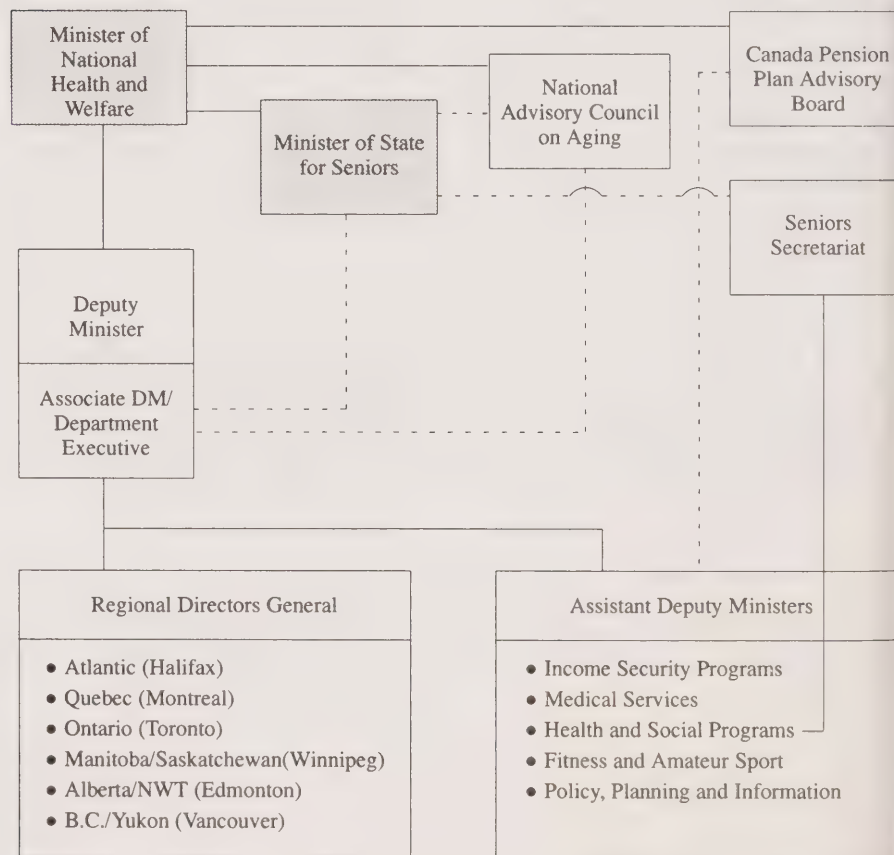 Minister of
National
Health and
Welfare
Canada Pension
Plan Advisory
Board
National
Advisory Council
on Aging
Minister of State
for Seniors
Seniors
Secretariat
Deputy
Minister
Associate DM/
Department
Executive
Regional Directors General
• Atlantic (Halifax)
• Quebec (Montreal)
• Ontario (Toronto)
• Manitoba/Saskatchewan(Winnipeg)
• Alberta/NWT (Edmonton)
• B.C./Yukon (Vancouver)
Assistant Deputy Ministers
• Income Security Programs
• Medical Services
• Health and Social Programs
• Fitness and Amateur Sport
• Policy, Planning and Information